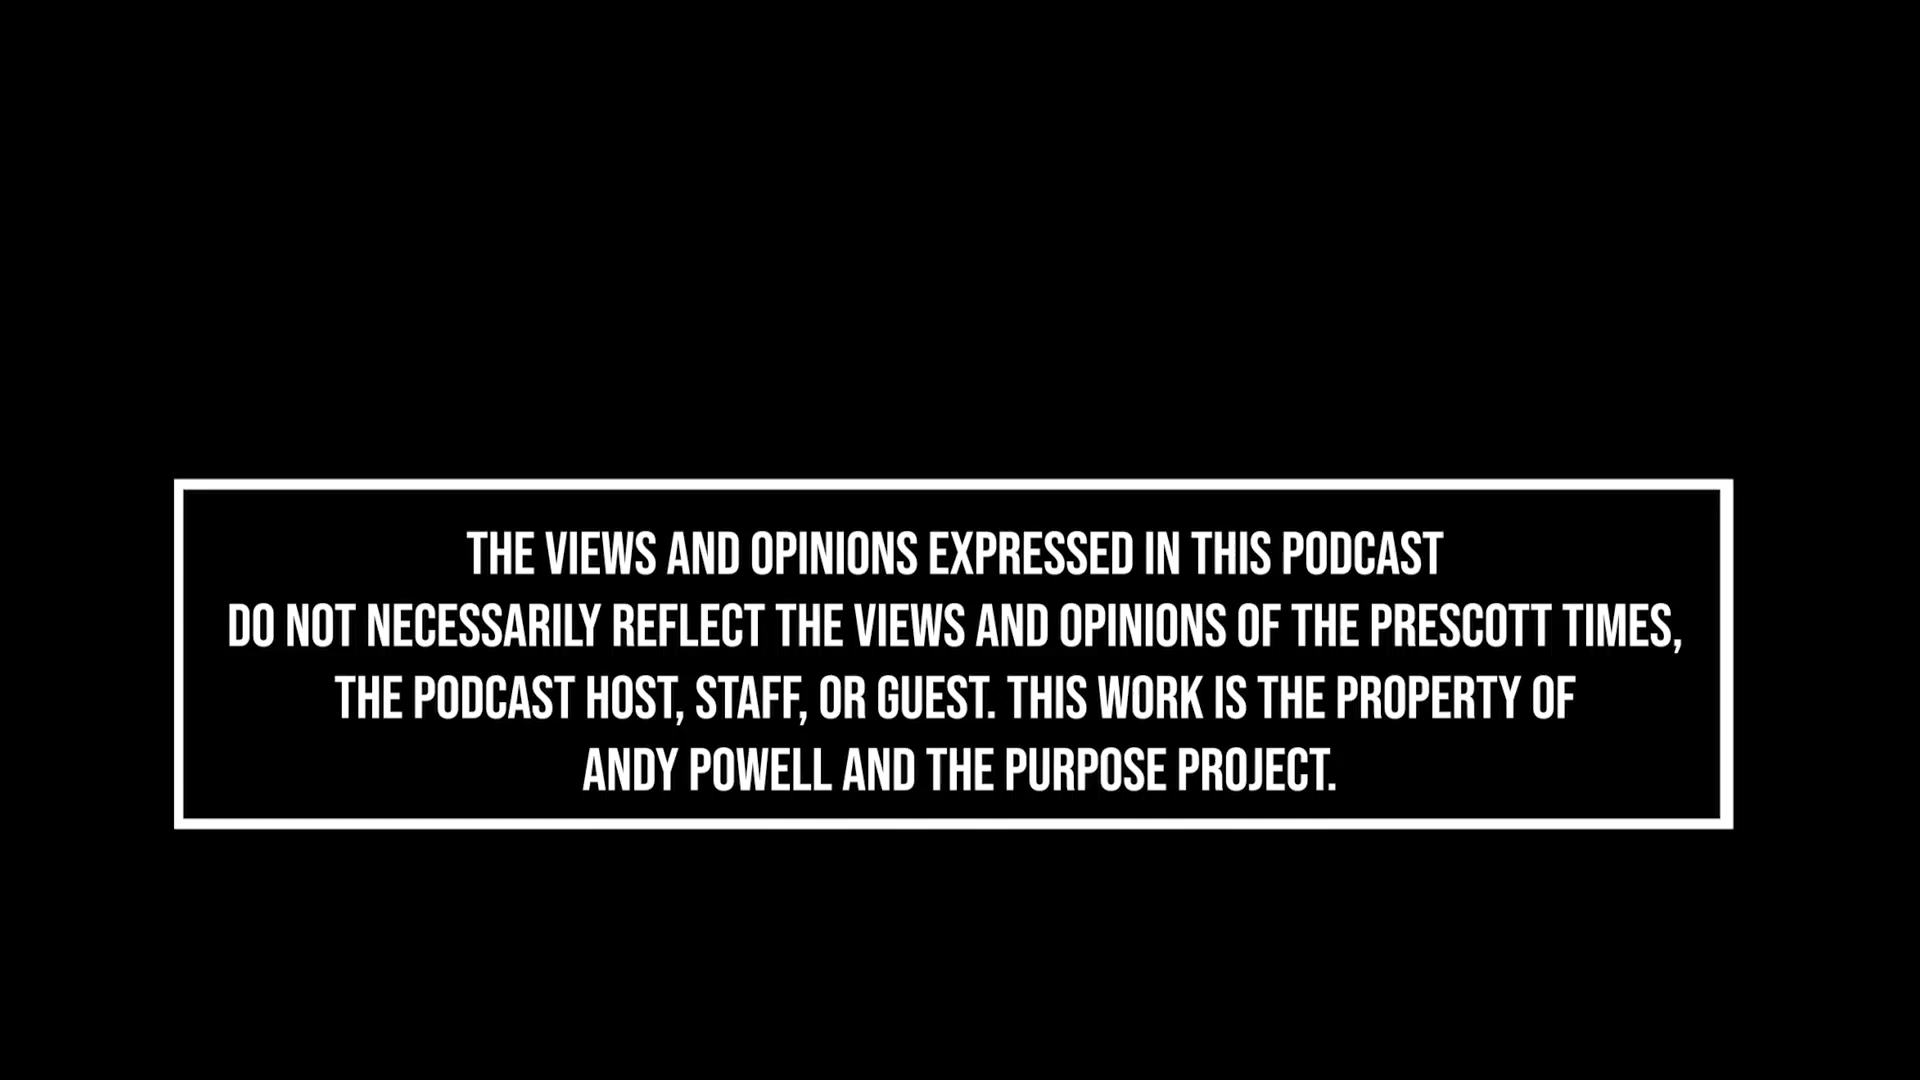 THE VIEWS AND OPINIONS EXPRESSED IN THIS PODCAST
DO NOT NECESSARILY REFLECT THE VIEWS AND OPINIONS OF THE PRESCOTT TIMES,
THE PODCAST HOST, STAFF, OR GUEST. THIS WORK IS THE PROPERTY OF
ANDY POWELL AND THE PURPOSE PROJECT.